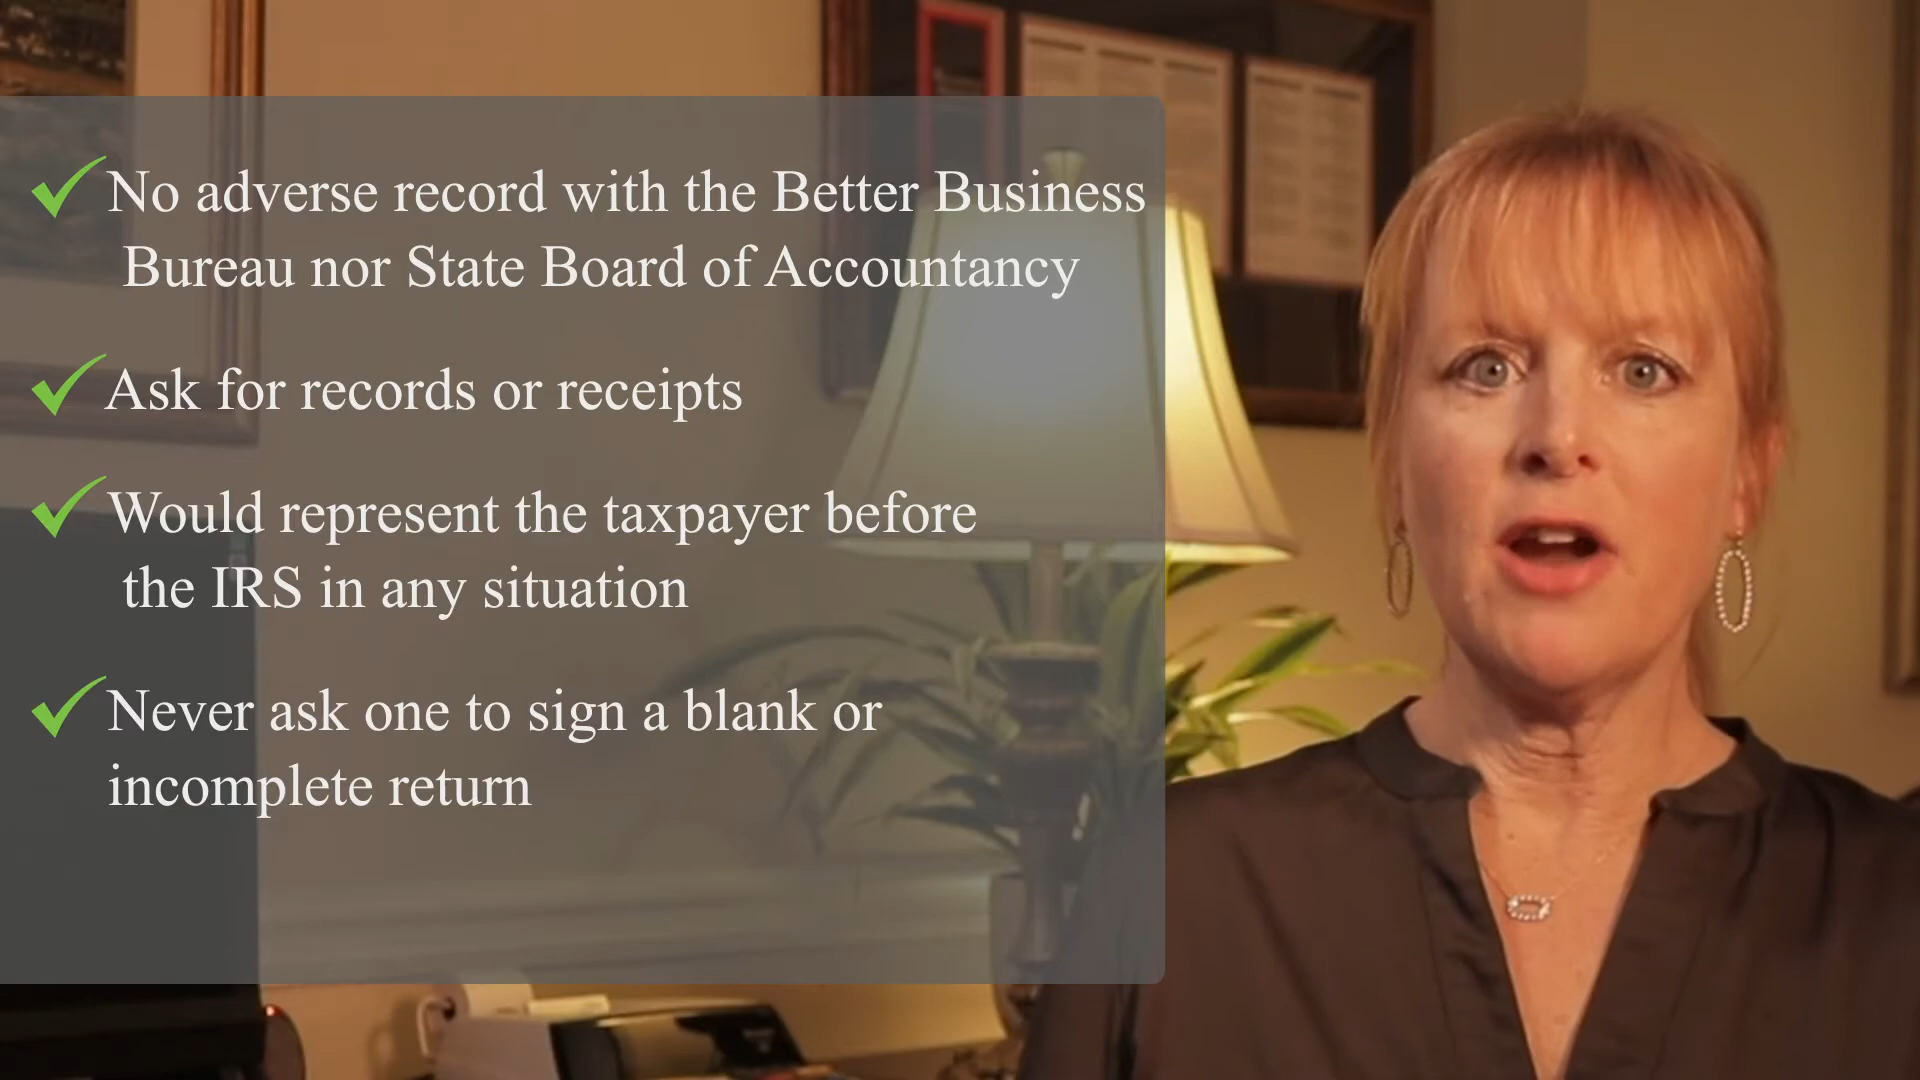 No adverse record with the Better Business
Bureau nor State Board of Accountancy
Ask for records or receipts
Would represent the taxpayer before
the IRS in any situation
Never ask one to sign a blank or
incomplete return